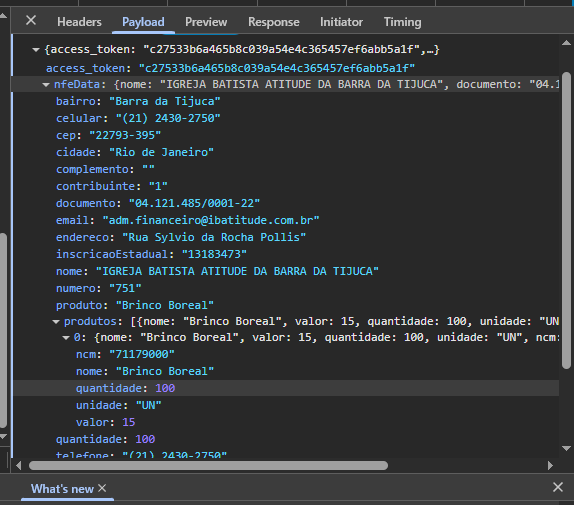 Headers Payload Preview Response Initiator Timing
{access_token: "c27533b6a465b8c039a54e4c365457ef6abb5a1f",…}
access_token: "c27533b6a465b8c039a54e4c365457ef6abb5a1f"
nfeData: {nome: "IGREJA BATISTA ATITUDE DA BARRA DA TIJUCA", documento: "04.1
bairro: "Barra da Tijuca"
celular: "(21) 2430-2750"
cep: "22793-395"
cidade: "Rio de Janeiro"
complemento: ""
contribuinte: "1"
documento: "04.121.485/0001-22"
email: "adm.financeiro@ibatitude.com.br"
endereco: "Rua Sylvio da Rocha Pollis"
inscricaoEstadual: "13183473"
nome: "IGREJA BATISTA ATITUDE DA BARRA DA TIJUCA"
numero: "751"
produto: "Brinco Boreal"
produtos: [{nome: "Brinco Boreal", valor: 15, quantidade: 100, unidade: "UN
0: {nome: "Brinco Boreal", valor: 15, quantidade: 100, unidade: "UN", ncm:
ncm: "71179000"
nome: "Brinco Boreal"
quantidade: 100
unidade: "UN"
valor: 15
quantidade: 100
telefone: "(21) 2430-2750"
What's new